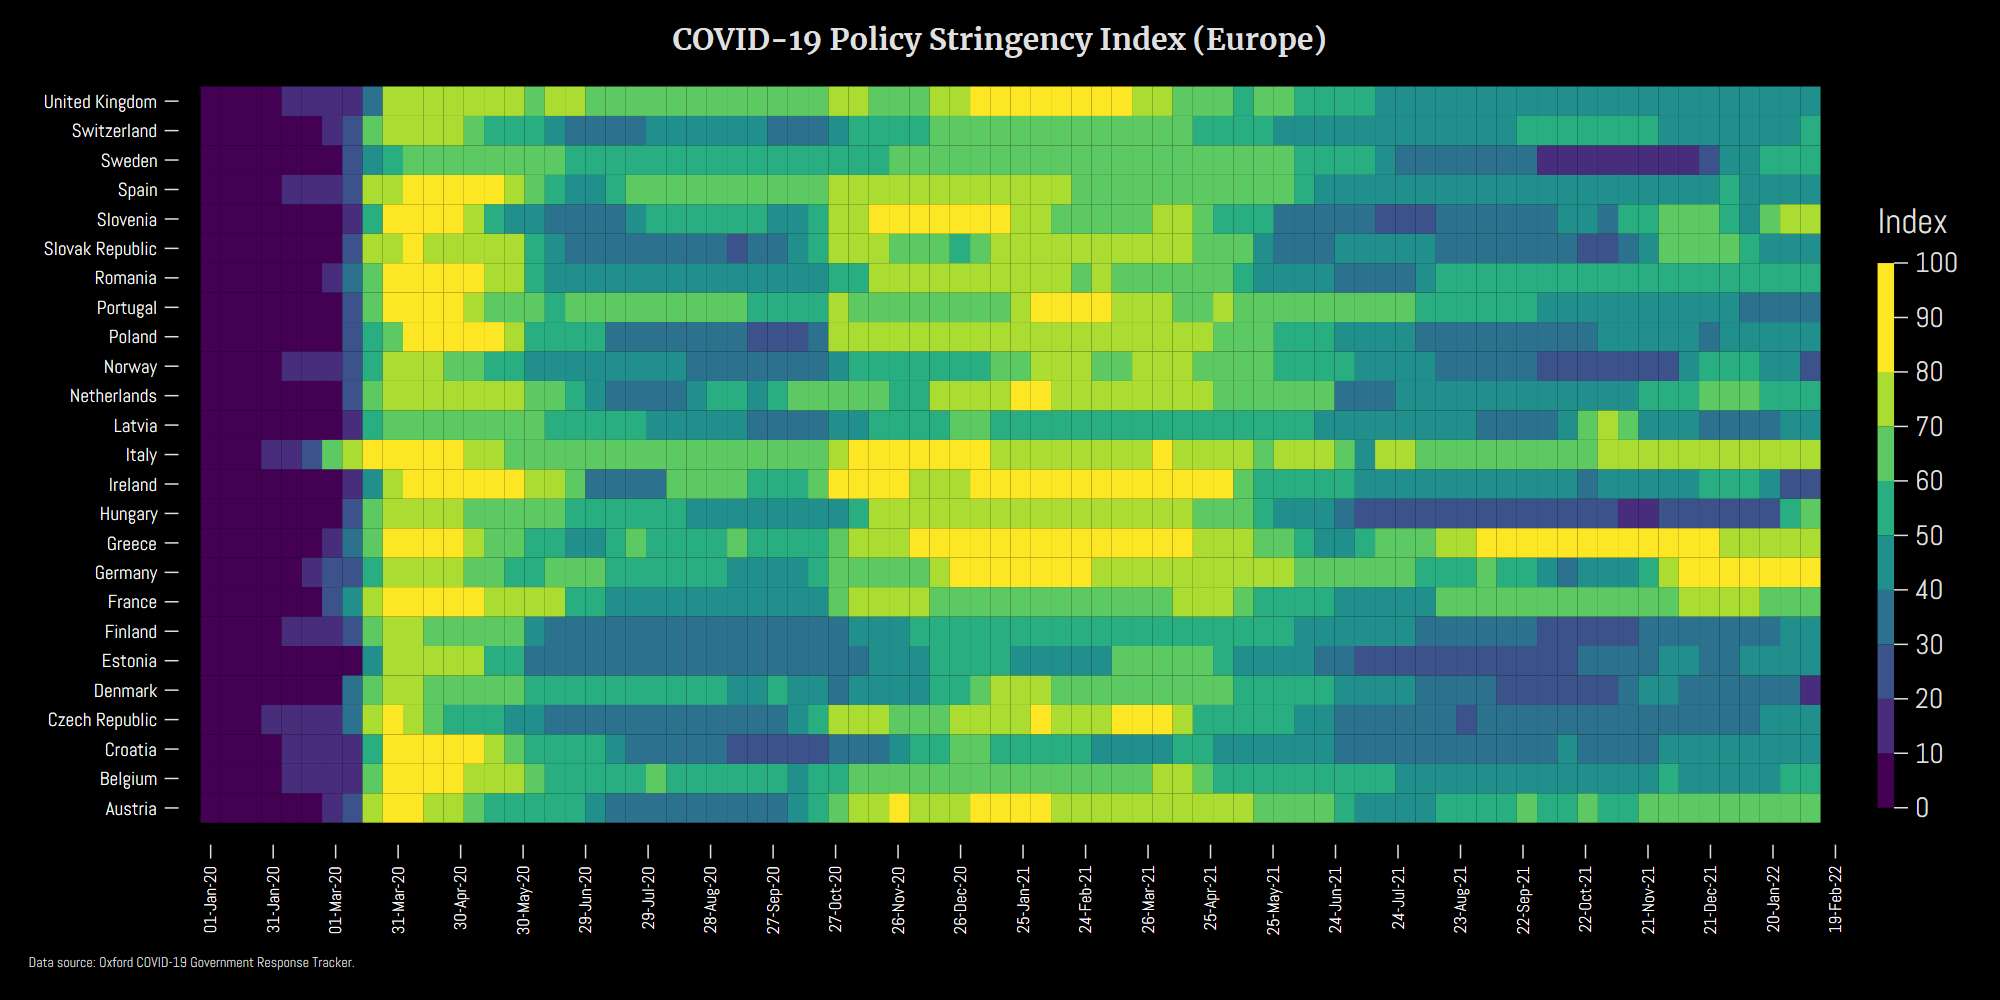 COVID-19 Policy Stringency Index (Europe)
United Kingdom
Switzerland
Sweden
Spain
Slovenia
Slovak Republic
Romania
Portugal
Poland
Norway
Netherlands
Latvia
Italy
Ireland
Hungary
Greece
Germany
France
Finland
Estonia
Denmark
Czech Republic
Croatia
Belgium
Austria
01-Jan-20
31-Jan-20
01-Mar-20
31-Mar-20
30-Apr-20
30-May-20
29-Jun-20
29-Jul-20
28-Aug-20
27-Sep-20
27-Oct-20
26-Nov-20
26-Dec-20
25-Jan-21
24-Feb-21
26-Mar-21
25-Apr-21
25-May-21
24-Jun-21
24-Jul-21
23-Aug-21
22-Sep-21
22-Oct-21
21-Nov-21
21-Dec-21
20-Jan-22
19-Feb-22
Index
100
90
80
70
60
50
40
30
20
10
0
Data source: Oxford COVID-19 Government Response Tracker.